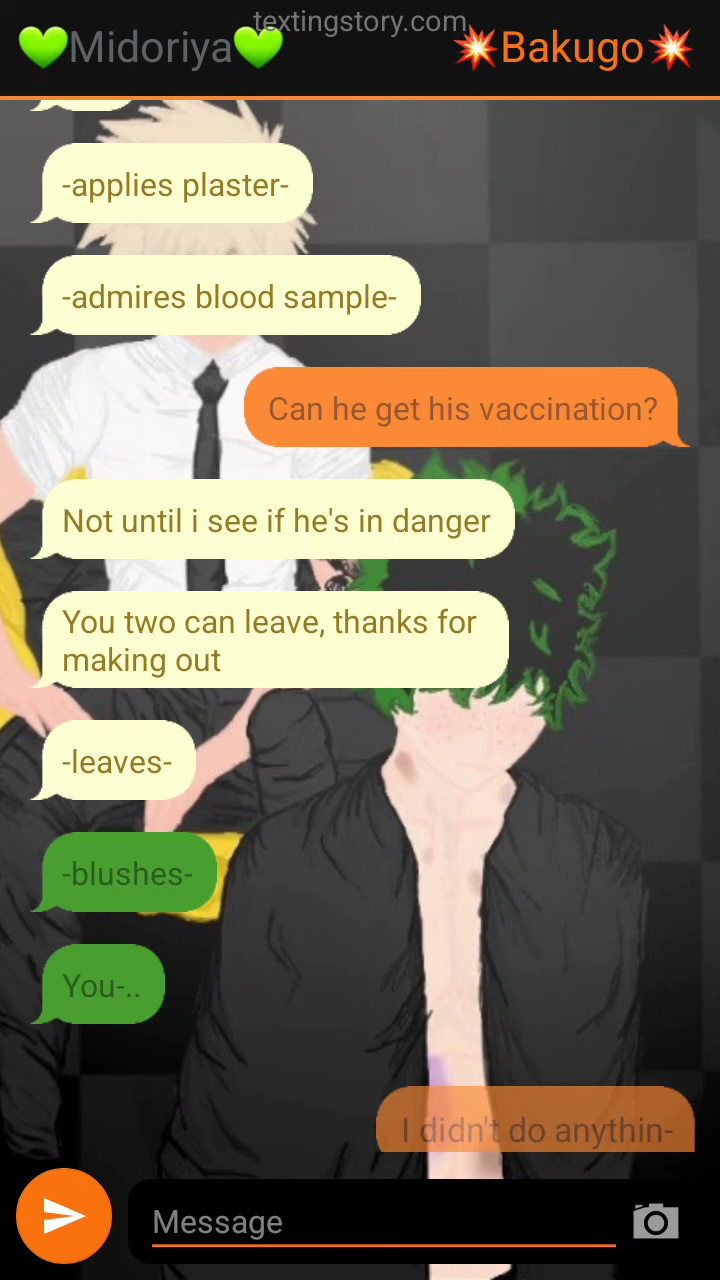 textingstory.com
💚Midoriya💚
💥Bakugo💥
-applies plaster-
-admires blood sample-
Can he get his vaccination?
Not until i see if he's in danger
You two can leave, thanks for
making out
-leaves-
-blushes-
You-..
I didn't do anythin-
Message